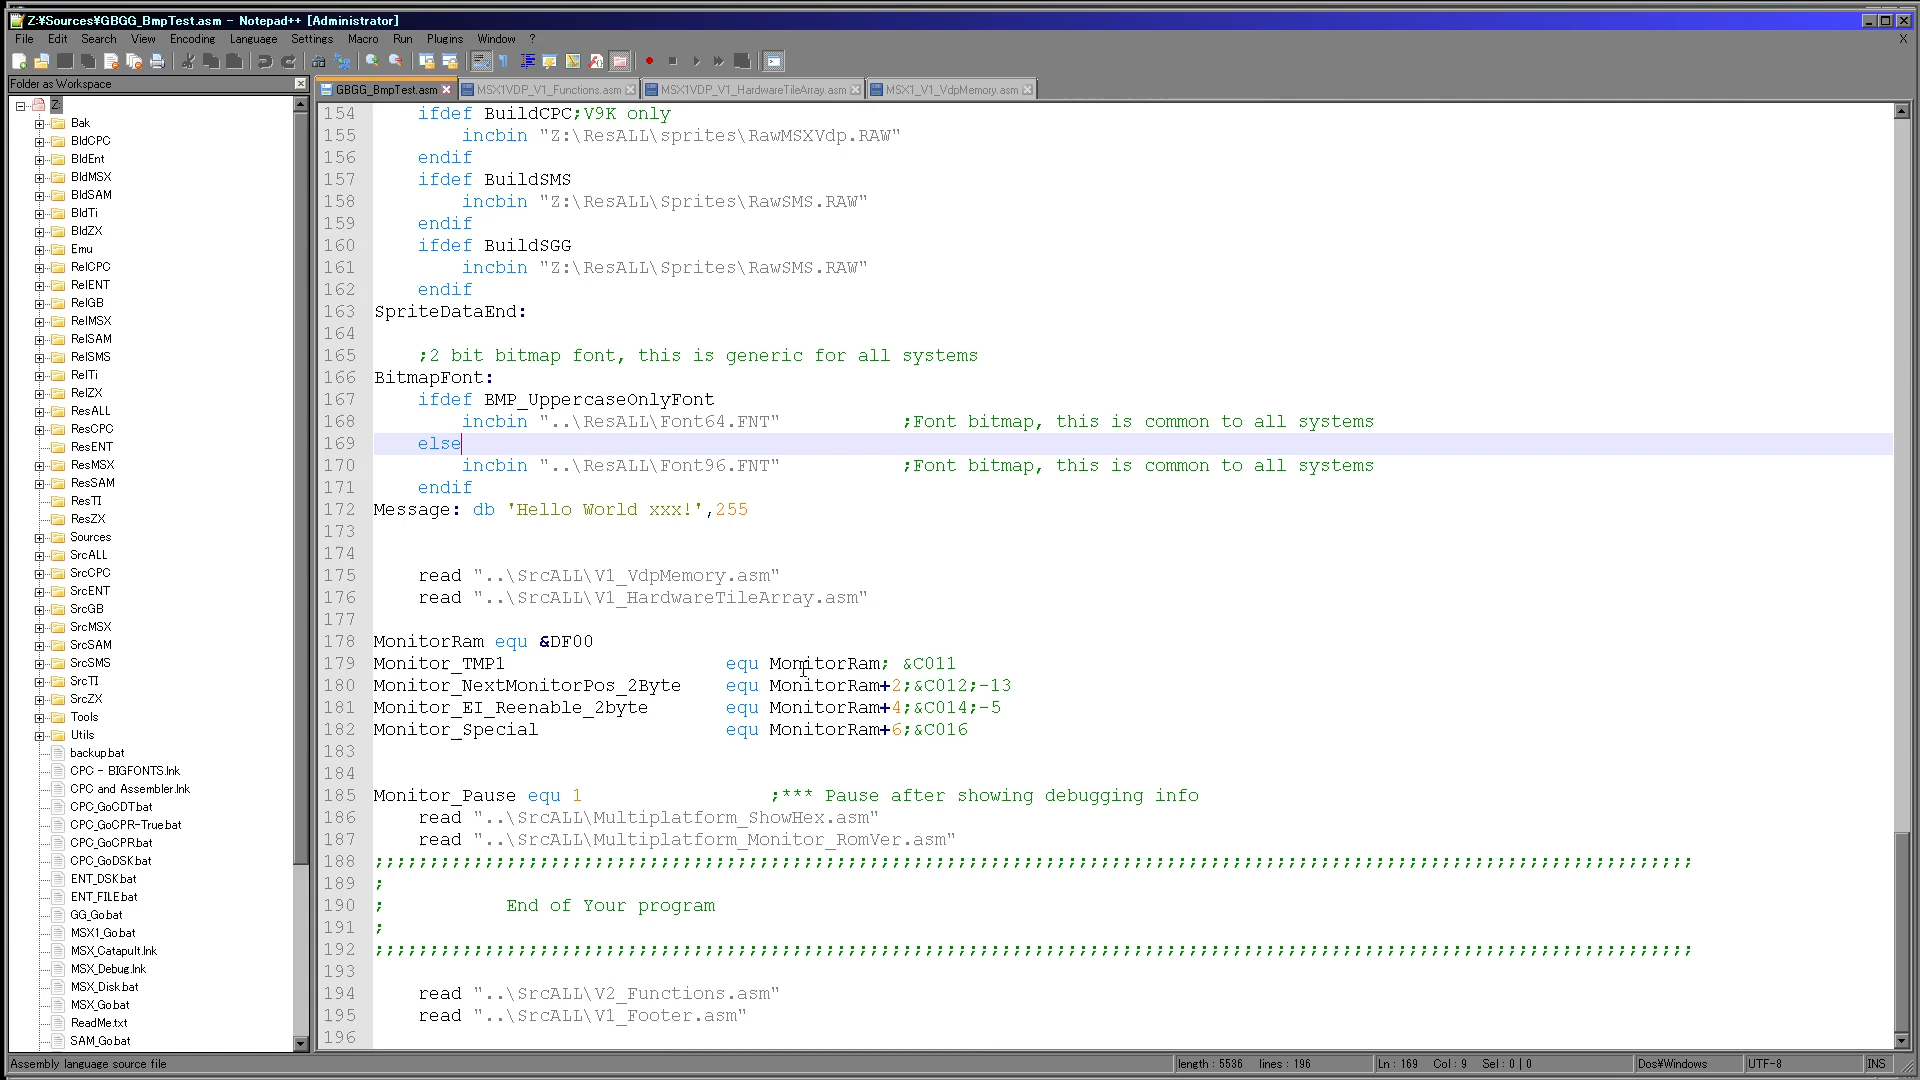 Z:¥Sources¥GBGG_BmpTest.asm - Notepad++ [Administrator]
File Edit Search View Encoding Language Settings Macro Run Plugins Window ? X
Folder as Workspace
GBGG_BmpTest.asm MSX1VDP_V1_Functions.asm MSX1VDP_V1_HardwareTileArray.asm MSX1_V1_VdpMemory.asm
Z:
Bak
BldCPC
BldEnt
BldMSX
BldSAM
BldTi
BldZX
Emu
RelCPC
RelENT
RelGB
RelMSX
RelSAM
RelSMS
RelTi
RelZX
ResALL
ResCPC
ResENT
ResMSX
ResSAM
ResTI
ResZX
Sources
SrcALL
SrcCPC
SrcENT
SrcGB
SrcMSX
SrcSAM
SrcSMS
SrcTI
SrcZX
Tools
Utils
backup.bat
CPC - BIGFONTS.lnk
CPC and Assembler.lnk
CPC_GoCDT.bat
CPC_GoCPR-True.bat
CPC_GoCPR.bat
CPC_GoDSK.bat
ENT_DSK.bat
ENT_FILE.bat
GG_Go.bat
MSX1_Go.bat
MSX_Catapult.lnk
MSX_Debug.lnk
MSX_Disk.bat
MSX_Go.bat
ReadMe.txt
SAM_Go.bat
154 ifdef BuildCPC;V9K only
155 incbin "Z:\ResALL\sprites\RawMSXVdp.RAW"
156 endif
157 ifdef BuildSMS
158 incbin "Z:\ResALL\Sprites\RawSMS.RAW"
159 endif
160 ifdef BuildSGG
161 incbin "Z:\ResALL\Sprites\RawSMS.RAW"
162 endif
163 SpriteDataEnd:
164
165 ;2 bit bitmap font, this is generic for all systems
166 BitmapFont:
167 ifdef BMP_UppercaseOnlyFont
168 incbin "..\ResALL\Font64.FNT" ;Font bitmap, this is common to all systems
169 else
170 incbin "..\ResALL\Font96.FNT" ;Font bitmap, this is common to all systems
171 endif
172 Message: db 'Hello World xxx!',255
173
174
175 read "..\SrcALL\V1_VdpMemory.asm"
176 read "..\SrcALL\V1_HardwareTileArray.asm"
177
178 MonitorRam equ &DF00
179 Monitor_TMP1 equ MonitorRam; &C011
180 Monitor_NextMonitorPos_2Byte equ MonitorRam+2;&C012;-13
181 Monitor_EI_Reenable_2byte equ MonitorRam+4;&C014;-5
182 Monitor_Special equ MonitorRam+6;&C016
183
184
185 Monitor_Pause equ 1 ;*** Pause after showing debugging info
186 read "..\SrcALL\Multiplatform_ShowHex.asm"
187 read "..\SrcALL\Multiplatform_Monitor_RomVer.asm"
188 ;;;;;;;;;;;;;;;;;;;;;;;;;;;;;;;;;;;;;;;;;;;;;;;;;;;;;;;;;;;;;;;;;;;;;;;;;;;;;;;;;;;;;;;;;;;;;;;;;;;;;;;;;;;;;;;;;;;;;;;;
189 ;
190 ; End of Your program
191 ;
192 ;;;;;;;;;;;;;;;;;;;;;;;;;;;;;;;;;;;;;;;;;;;;;;;;;;;;;;;;;;;;;;;;;;;;;;;;;;;;;;;;;;;;;;;;;;;;;;;;;;;;;;;;;;;;;;;;;;;;;;;;
193
194 read "..\SrcALL\V2_Functions.asm"
195 read "..\SrcALL\V1_Footer.asm"
196
Assembly language source file length : 5536 lines : 196 Ln : 169 Col : 9 Sel : 0 | 0 Dos¥Windows UTF-8 INS